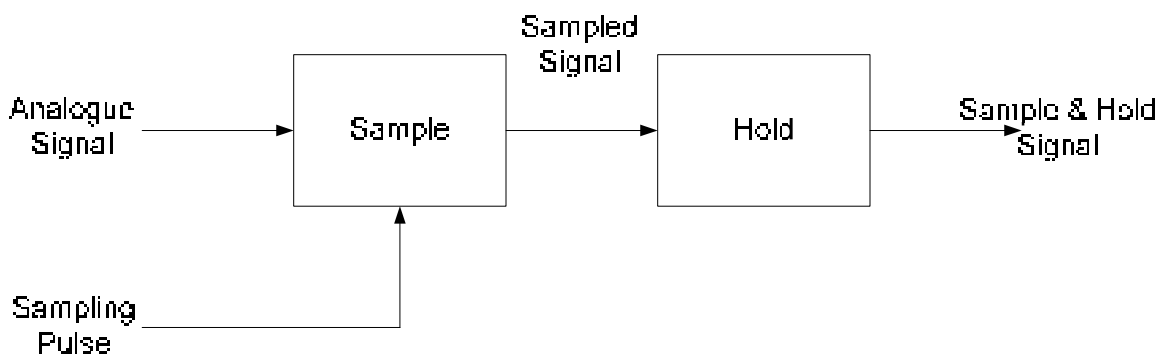 Sampled
Signal
Analogue
Signal
Sample
Hold
Sample & Hold
Signal
Sampling
Pulse